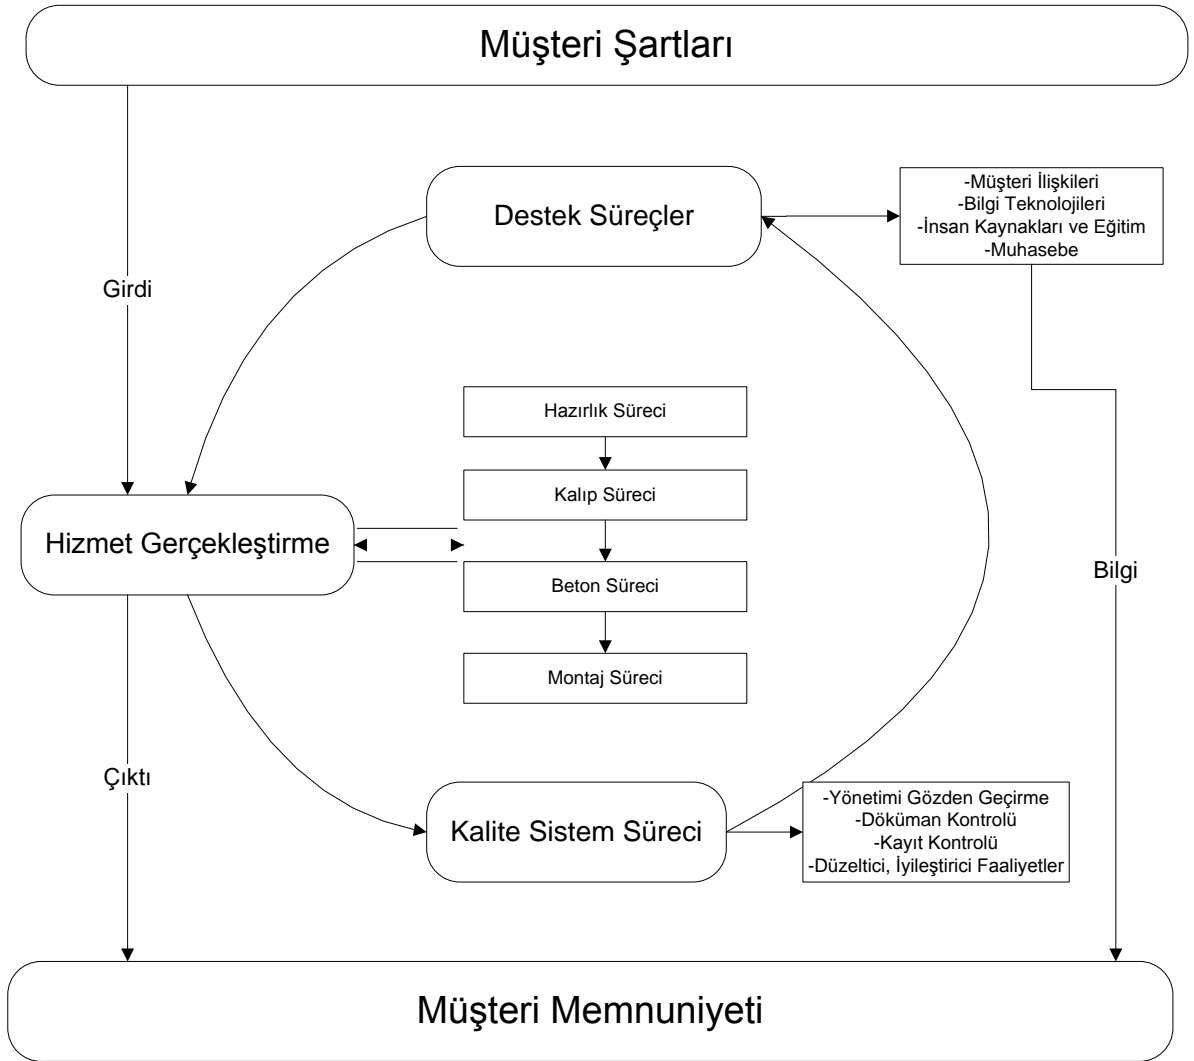 Müşteri Şartları
Destek Süreçler
-Müşteri İlişkileri
-Bilgi Teknolojileri
-İnsan Kaynakları ve Eğitim
-Muhasebe
Girdi
Hazırlık Süreci
Kalıp Süreci
Hizmet Gerçekleştirme
Beton Süreci
Bilgi
Montaj Süreci
Çıktı
Kalite Sistem Süreci
-Yönetimi Gözden Geçirme
-Döküman Kontrolü
-Kayıt Kontrolü
-Düzeltici, İyileştirici Faaliyetler
Müşteri Memnuniyeti